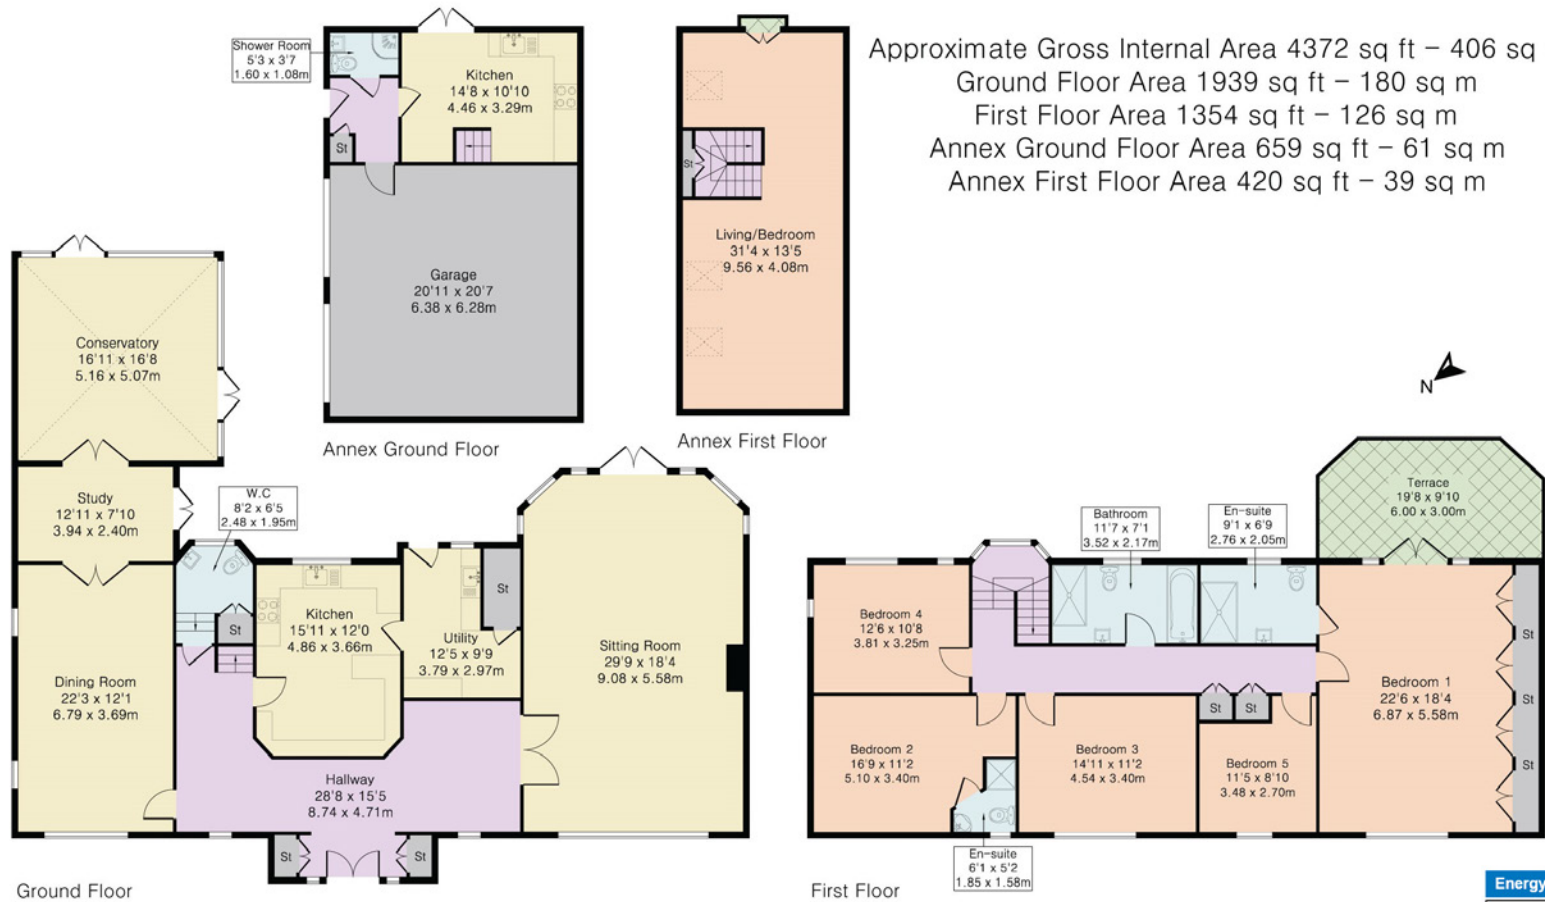 Approximate Gross Internal Area 4372 sq ft - 406 sq
Ground Floor Area 1939 sq ft - 180 sq m
First Floor Area 1354 sq ft - 126 sq m
Annex Ground Floor Area 659 sq ft - 61 sq m
Annex First Floor Area 420 sq ft - 39 sq m
Shower Room
5'3 x 3'7
1.60 x 1.08m
Kitchen
14'8 x 10'10
4.46 x 3.29m
St
Garage
20'11 x 20'7
6.38 x 6.28m
Annex Ground Floor
St
Living/Bedroom
31'4 x 13'5
9.56 x 4.08m
Annex First Floor
N
Conservatory
16'11 x 16'8
5.16 x 5.07m
Study
12'11 x 7'10
3.94 x 2.40m
W.C
8'2 x 6'5
2.48 x 1.95m
St
Kitchen
15'11 x 12'0
4.86 x 3.66m
Utility
12'5 x 9'9
3.79 x 2.97m
St
Sitting Room
29'9 x 18'4
9.08 x 5.58m
Dining Room
22'3 x 12'1
6.79 x 3.69m
Hallway
28'8 x 15'5
8.74 x 4.71m
St
St
Ground Floor
Terrace
19'8 x 9'10
6.00 x 3.00m
Bathroom
11'7 x 7'1
3.52 x 2.17m
En-suite
9'1 x 6'9
2.76 x 2.05m
Bedroom 4
12'6 x 10'8
3.81 x 3.25m
Bedroom 1
22'6 x 18'4
6.87 x 5.58m
St
St
St
St
St
Bedroom 2
16'9 x 11'2
5.10 x 3.40m
Bedroom 3
14'11 x 11'2
4.54 x 3.40m
Bedroom 5
11'5 x 8'10
3.48 x 2.70m
En-suite
6'1 x 5'2
1.85 x 1.58m
First Floor
Energy